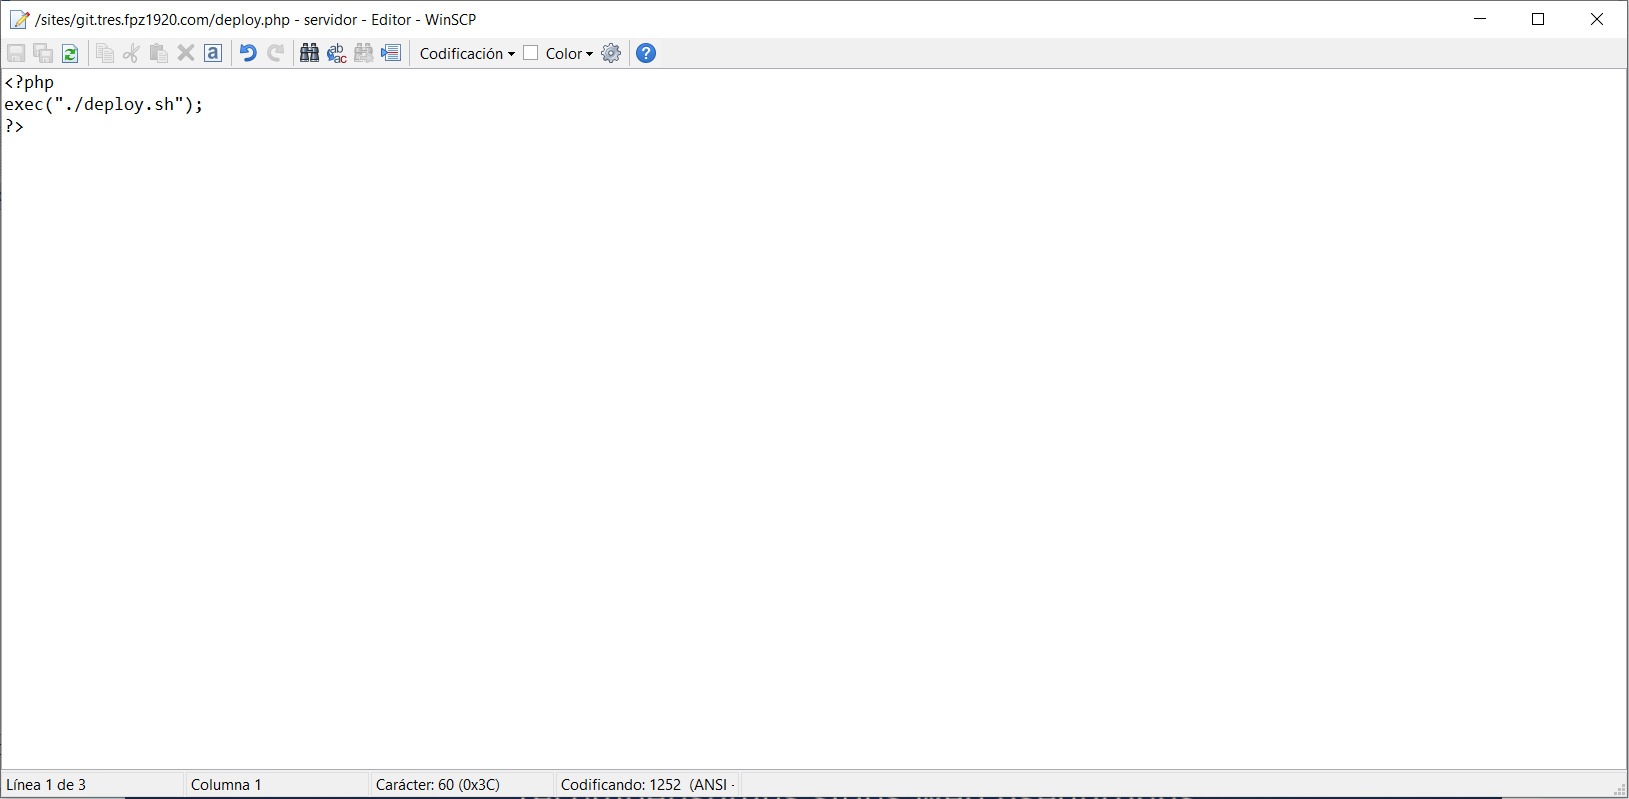 /sites/git.tres.fpz1920.com/deploy.php - servidor - Editor - WinSCP
Codificación Color
<?php
exec("./deploy.sh");
?>
Línea 1 de 3 Columna 1 Carácter: 60 (0x3C) Codificando: 1252 (ANSI -